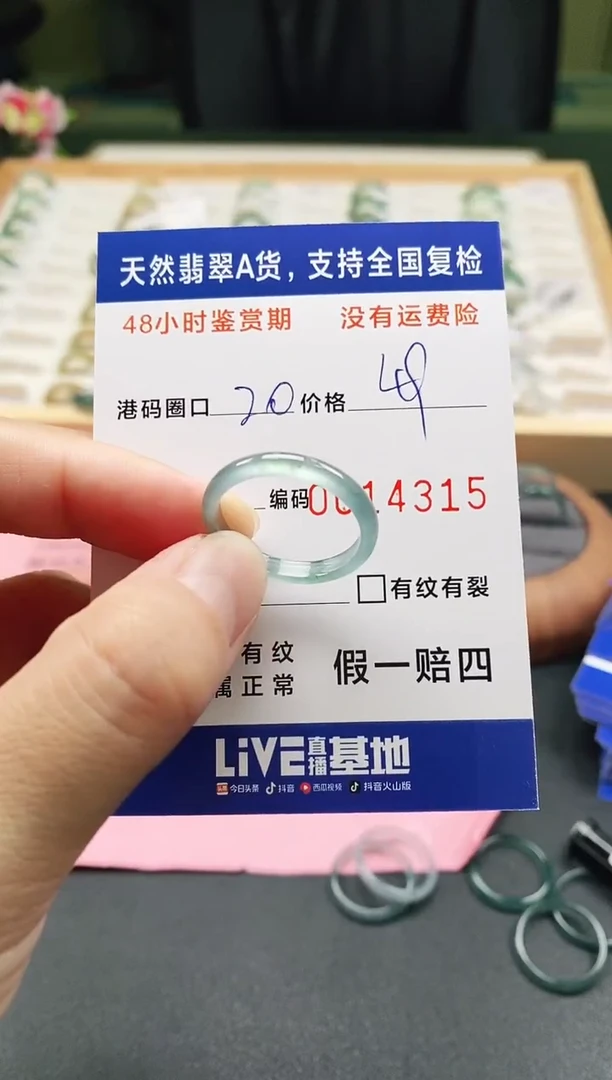 天然翡翠A货，支持全国复检
48小时鉴赏期 没有运费险
港码圈口 20 价格
编码 4315
有纹有裂
有纹 假一赔四
正常
LiVE直播基地
今日头条 抖音 西瓜视频 抖音火山版